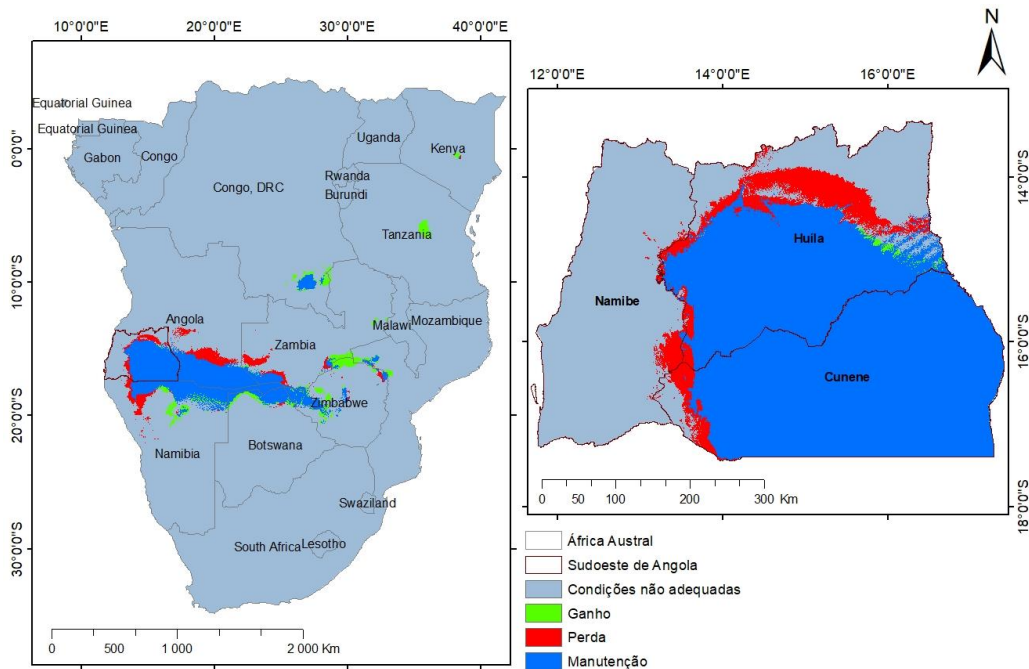 10°0'0"E 20°0'0"E 30°0'0"E 40°0'0"E
N
12°0'0"E 14°0'0"E 16°0'0"E
Equatorial Guinea
Equatorial Guinea
Uganda
Kenya
0°0'0"
Gabon
Congo
Congo, DRC
Rwanda
Burundi
Tanzania
10°0'0"S
Angola
Malawi
Mozambique
Zambia
Zimbabwe
20°0'0"S
Namibia
Botswana
Swaziland
South Africa
Lesotho
30°0'0"S
0 500 1 000 2 000 Km
14°0'0"S
Huila
Namibe
16°0'0"S
Cunene
0 50 100 200 300 Km
18°0'0"S
África Austral
Sudoeste de Angola
Condições não adequadas
Ganho
Perda
Manutenção